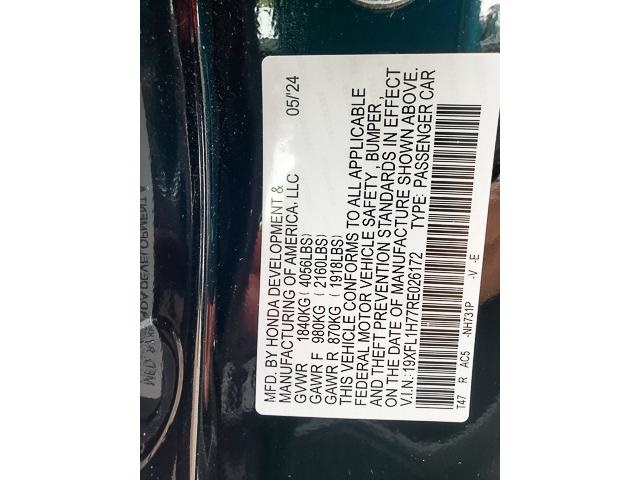 MFD. BY HONDA DEVELOPMENT &
MANUFACTURING OF AMERICA, LLC 05/'24
GVWR 1840KG ( 4056LBS)
GAWR F 980KG ( 2160LBS)
GAWR R 870KG ( 1918LBS)
THIS VEHICLE CONFORMS TO ALL APPLICABLE
FEDERAL MOTOR VEHICLE SAFETY, BUMPER,
AND THEFT PREVENTION STANDARDS IN EFFECT
ON THE DATE OF MANUFACTURE SHOWN ABOVE.
V.I.N: 19XFL1H77RE026172 TYPE: PASSENGER CAR
T47 R AC5 -NH731P -V -E